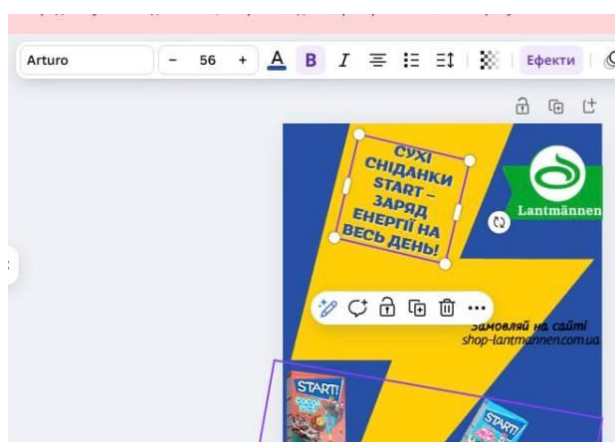 Arturo
– 56 +
A B I
Ефекти
СУХІ
СНІДАНКИ
START –
ЗАРЯД
ЕНЕРГІЇ НА
ВЕСЬ ДЕНЬ!
Lantmännen
Замовляй на сайті
shop-lantmannen.com.ua
START!
COCOA
START!